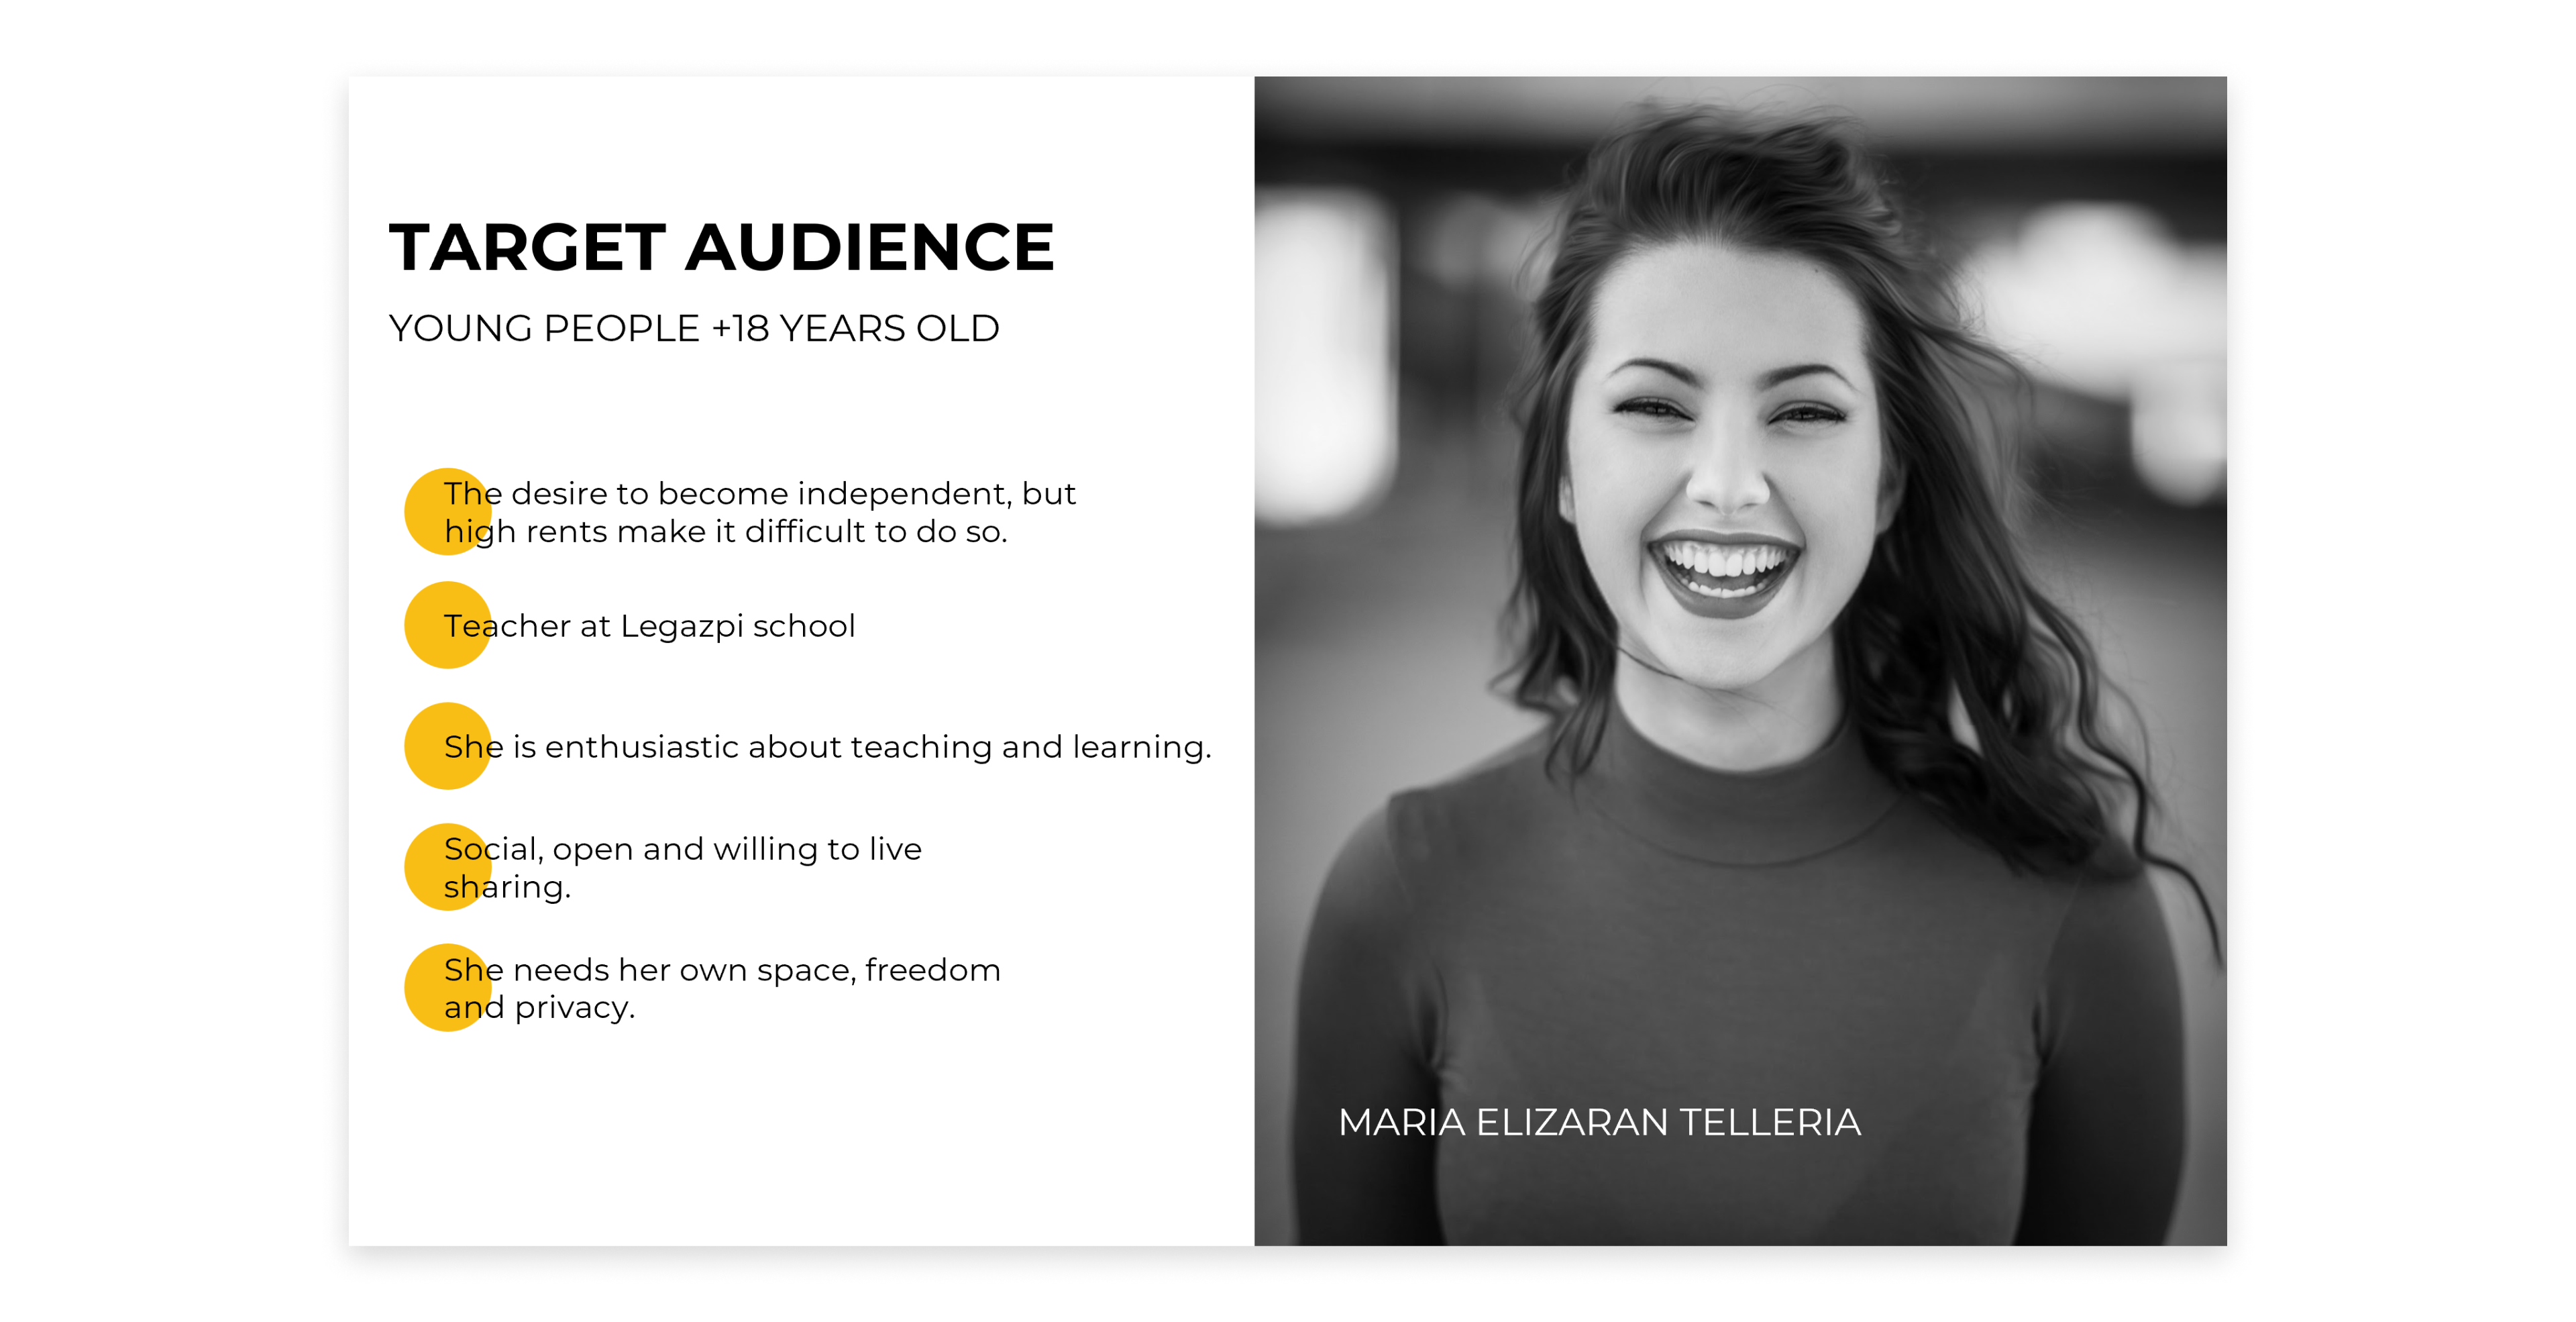 TARGET AUDIENCE
YOUNG PEOPLE +18 YEARS OLD
The desire to become independent, but
high rents make it difficult to do so.
Teacher at Legazpi school
She is enthusiastic about teaching and learning.
Social, open and willing to live
sharing.
She needs her own space, freedom
and privacy.
MARIA ELIZARAN TELLERIA